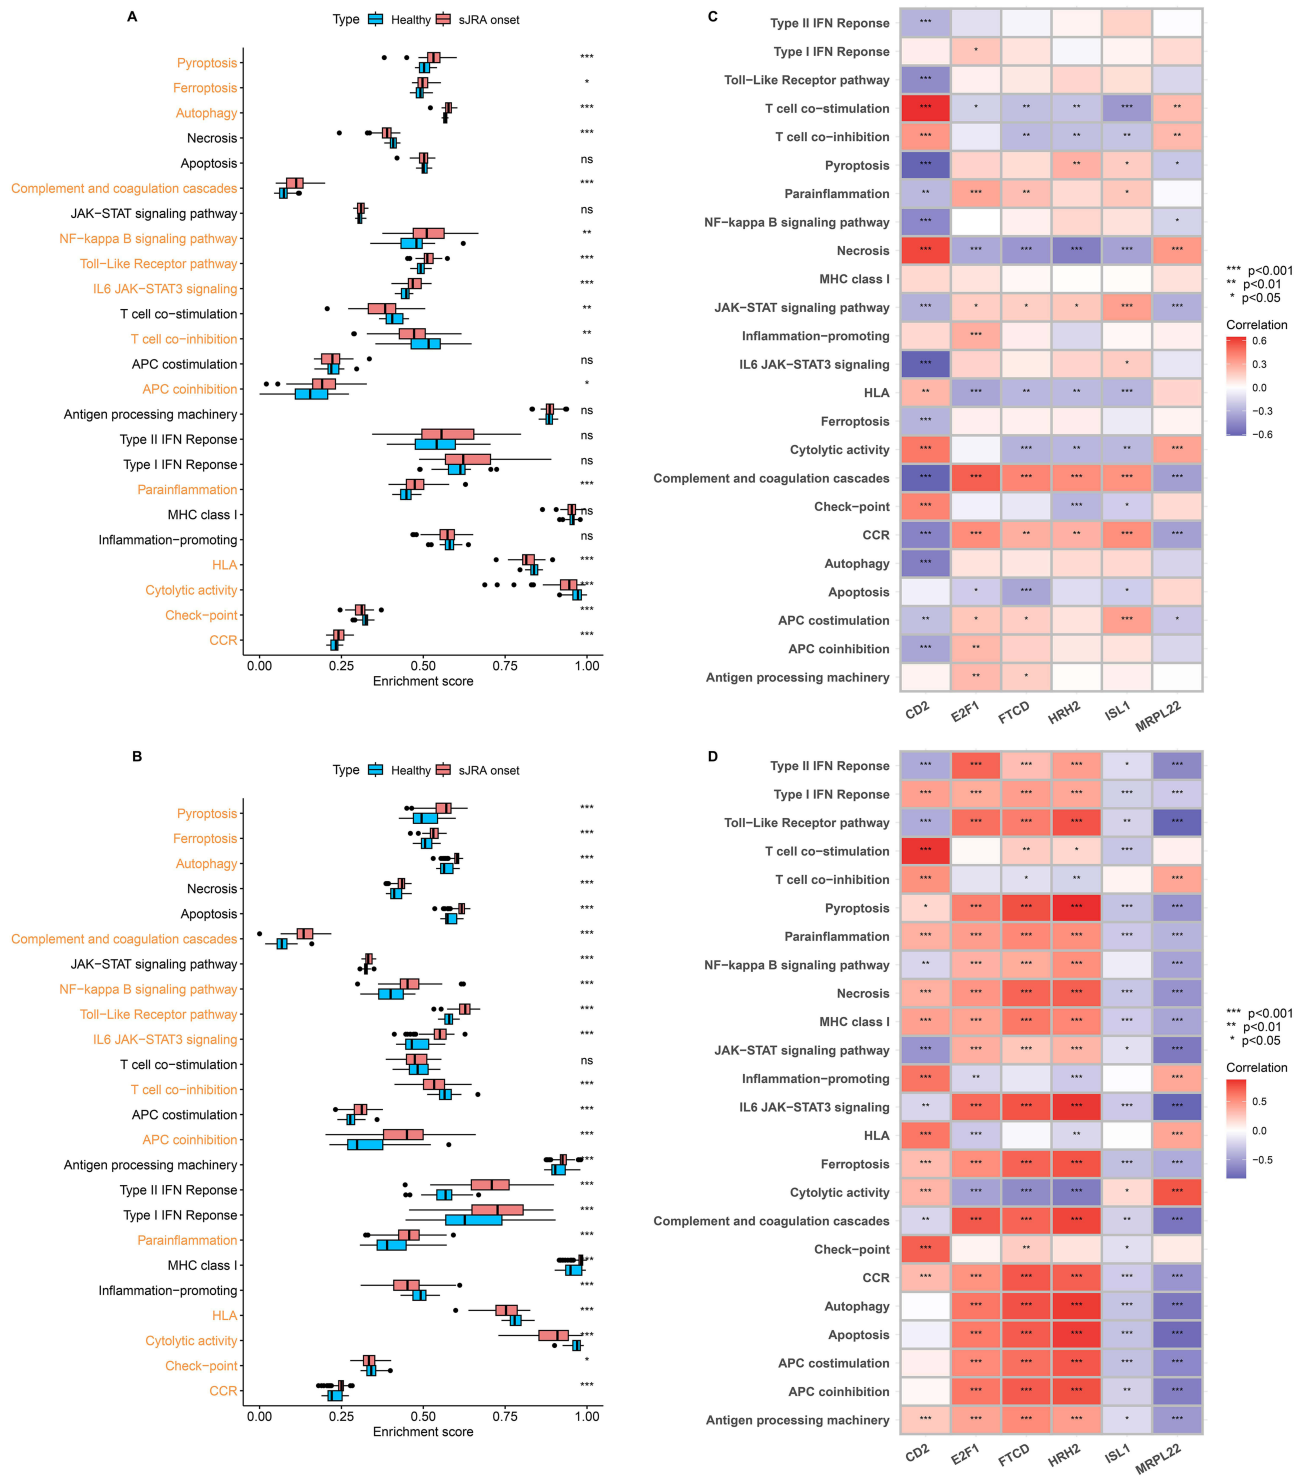 A
Type Healthy sJRA onset
Pyroptosis ***
Ferroptosis *
Autophagy ***
Necrosis ***
Apoptosis ns
Complement and coagulation cascades ***
JAK−STAT signaling pathway ns
NF−kappa B signaling pathway **
Toll−Like Receptor pathway ***
IL6 JAK−STAT3 signaling ***
T cell co−stimulation **
T cell co−inhibition **
APC costimulation ns
APC coinhibition *
Antigen processing machinery ns
Type II IFN Reponse ns
Type I IFN Reponse ns
Parainflammation ***
MHC class I ns
Inflammation−promoting ns
HLA ***
Cytolytic activity ***
Check−point ***
CCR ***
0.00 0.25 0.50 0.75 1.00
Enrichment score
C
Type II IFN Reponse ***
Type I IFN Reponse *
Toll−Like Receptor pathway ***
T cell co−stimulation *** * ** ** *** **
T cell co−inhibition *** ** ** ** **
Pyroptosis *** ** * *
Parainflammation ** *** ** *
NF−kappa B signaling pathway *** *
Necrosis *** *** *** *** *** ***
MHC class I
JAK−STAT signaling pathway *** * * * *** ***
Inflammation−promoting ***
IL6 JAK−STAT3 signaling *** *
HLA ** *** ** ** ***
Ferroptosis ***
Cytolytic activity *** *** ** ** ***
Complement and coagulation cascades *** *** *** *** *** ***
Check−point *** *** *
CCR *** *** ** ** *** ***
Autophagy ***
Apoptosis * *** *
APC costimulation ** * * *** *
APC coinhibition *** **
Antigen processing machinery ** *
CD2 E2F1 FTCD HRH2 ISL1 MRPL22
*** p<0.001
** p<0.01
* p<0.05
Correlation
0.6
0.3
0.0
−0.3
−0.6
B
Type Healthy sJRA onset
Pyroptosis ***
Ferroptosis ***
Autophagy ***
Necrosis ***
Apoptosis ***
Complement and coagulation cascades ***
JAK−STAT signaling pathway ***
NF−kappa B signaling pathway ***
Toll−Like Receptor pathway ***
IL6 JAK−STAT3 signaling ***
T cell co−stimulation ns
T cell co−inhibition ***
APC costimulation ***
APC coinhibition ***
Antigen processing machinery ***
Type II IFN Reponse ***
Type I IFN Reponse ***
Parainflammation ***
MHC class I ***
Inflammation−promoting ***
HLA ***
Cytolytic activity ***
Check−point *
CCR ***
0.00 0.25 0.50 0.75 1.00
Enrichment score
D
Type II IFN Reponse *** *** *** *** * ***
Type I IFN Reponse *** *** *** *** *** ***
Toll−Like Receptor pathway *** *** *** *** ** ***
T cell co−stimulation *** ** * ***
T cell co−inhibition *** * ** ***
Pyroptosis * *** *** *** *** ***
Parainflammation *** *** *** *** *** ***
NF−kappa B signaling pathway ** *** *** *** ***
Necrosis *** *** *** *** *** ***
MHC class I *** *** *** *** *** ***
JAK−STAT signaling pathway *** *** *** *** * ***
Inflammation−promoting *** ** *** ***
IL6 JAK−STAT3 signaling ** *** *** *** *** ***
HLA *** *** ** ***
Ferroptosis *** *** *** *** *** ***
Cytolytic activity *** *** *** *** * ***
Complement and coagulation cascades ** *** *** *** ** ***
Check−point *** ** *
CCR *** *** *** *** *** ***
Autophagy *** *** *** *** ***
Apoptosis *** *** *** *** ***
APC costimulation *** *** *** *** ***
APC coinhibition *** *** *** ** ***
Antigen processing machinery *** *** *** *** * ***
CD2 E2F1 FTCD HRH2 ISL1 MRPL22
*** p<0.001
** p<0.01
* p<0.05
Correlation
0.5
0.0
−0.5